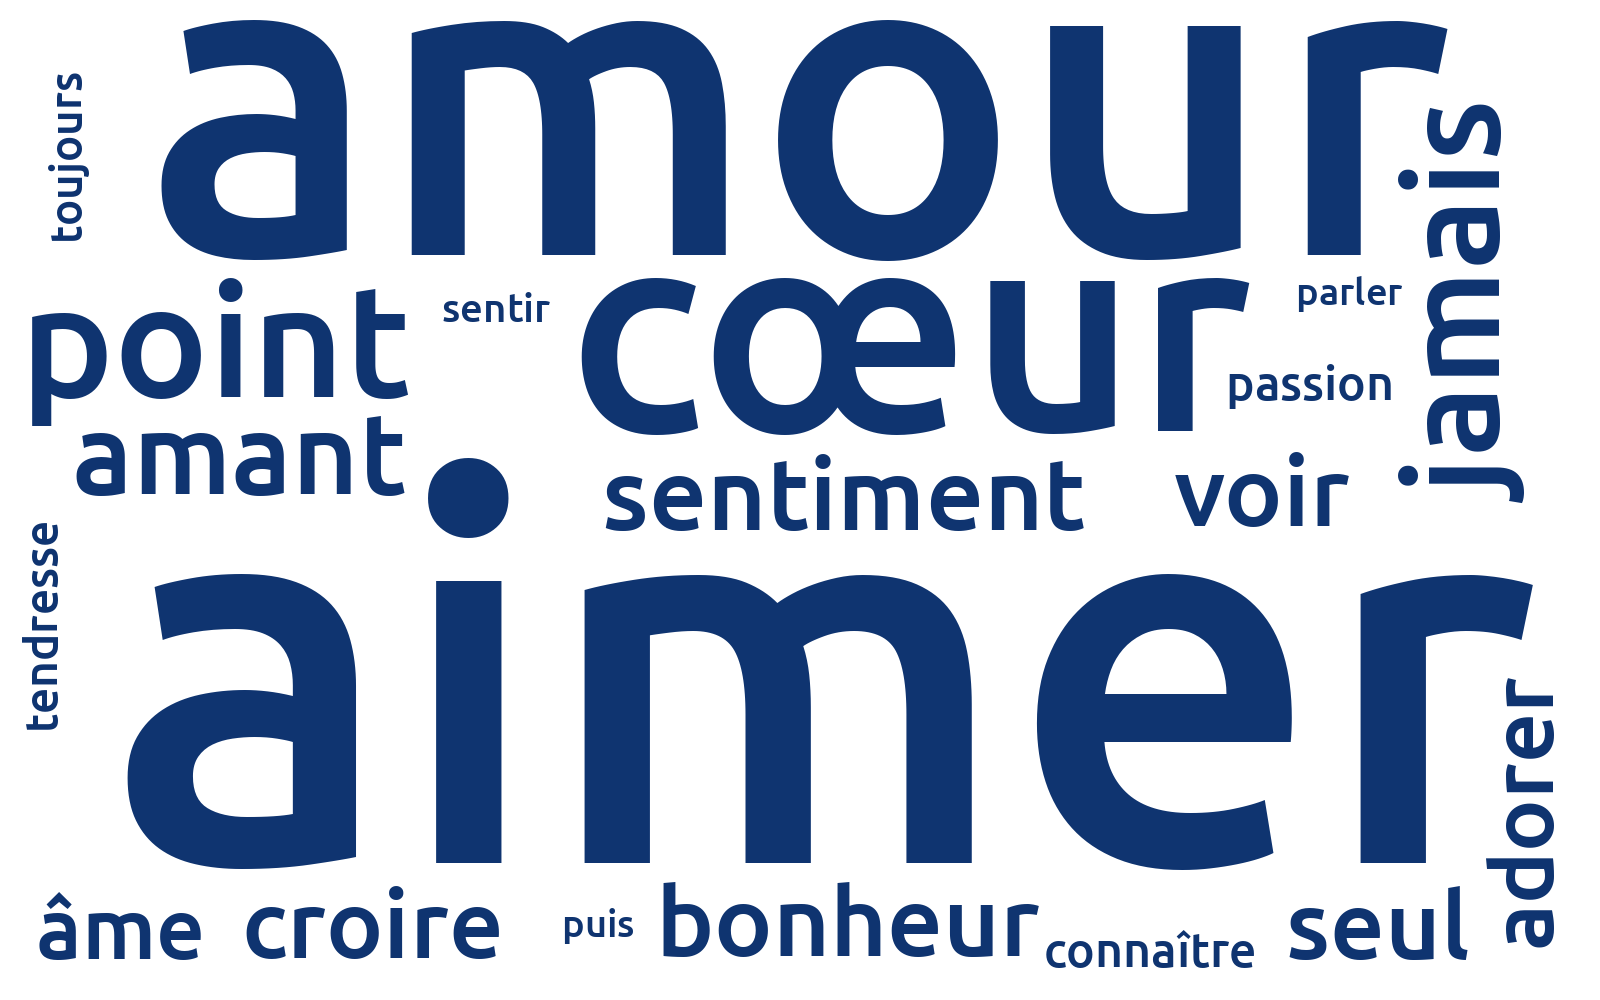 toujours
amour
jamais
point
sentir
cœur
parler
passion
amant
sentiment
voir
tendresse
aimer
adorer
âme
croire
puis
bonheur
connaître
seul